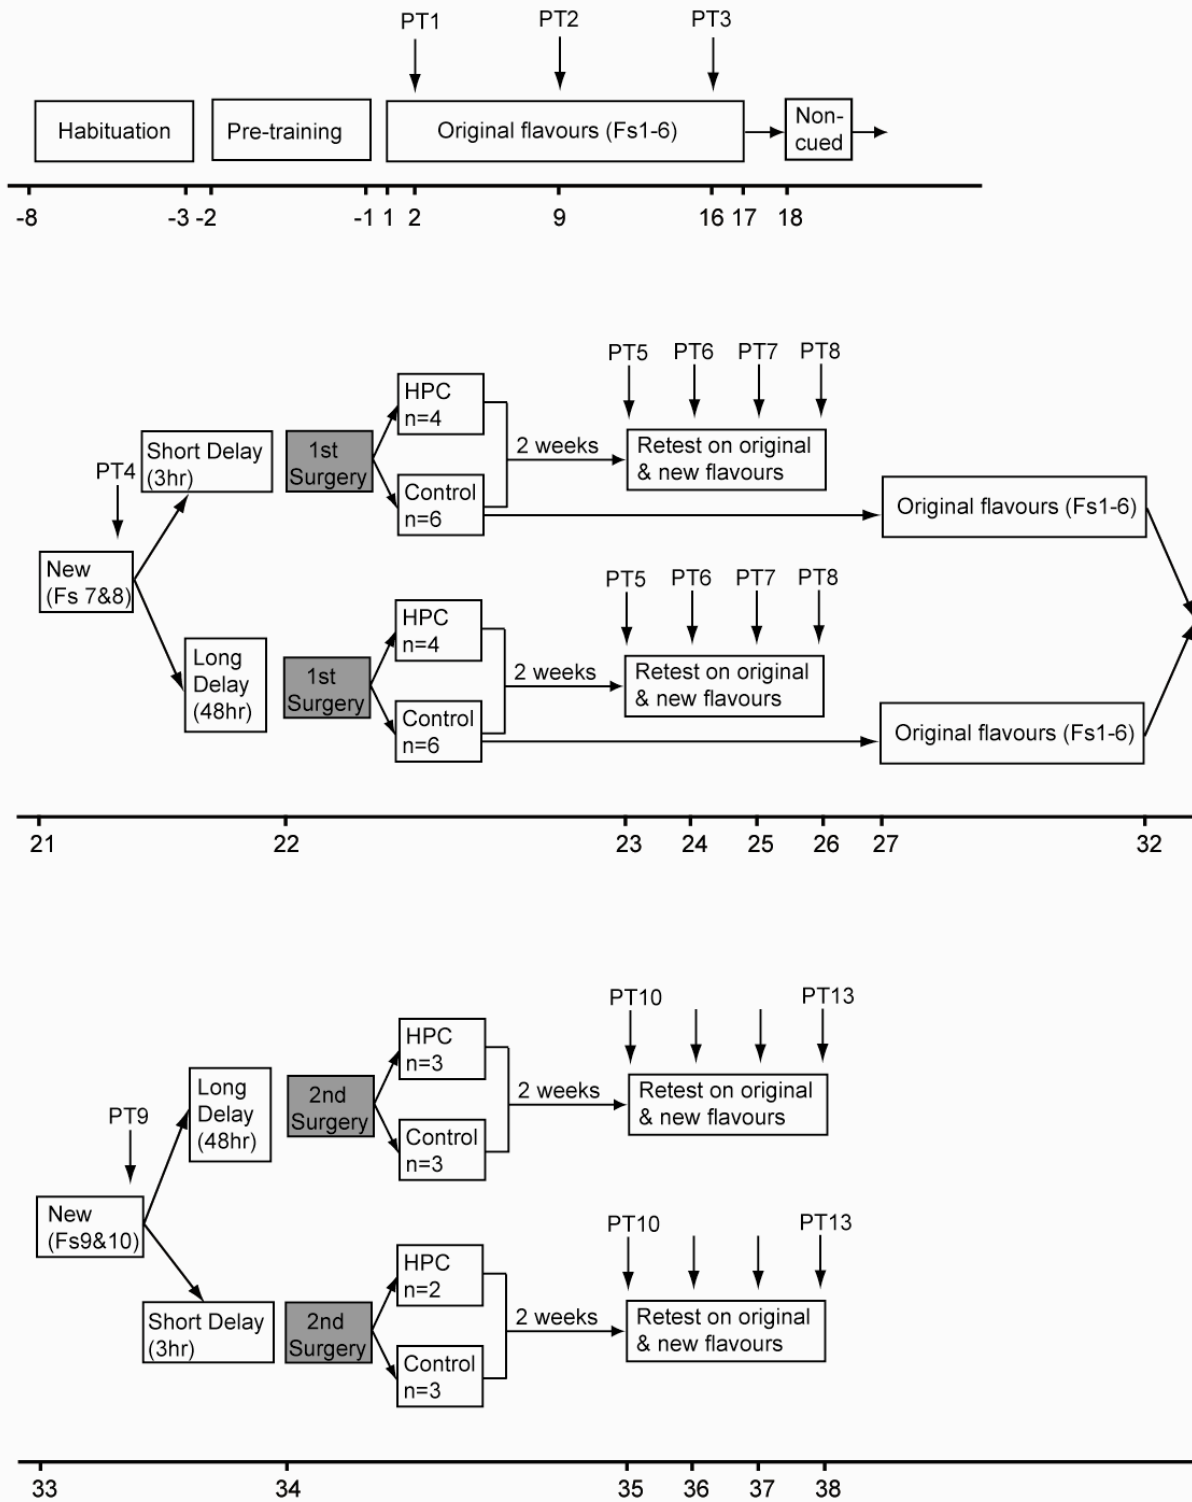 PT1 PT2 PT3
Habituation
Pre-training
Original flavours (Fs1-6)
Non-
cued
-8 -3 -2 -1 1 2 9 16 17 18
PT5 PT6 PT7 PT8
HPC
n=4
Short Delay
(3hr)
1st
Surgery
2 weeks
Retest on original
& new flavours
PT4
Control
n=6
Original flavours (Fs1-6)
New
(Fs 7&8)
PT5 PT6 PT7 PT8
HPC
n=4
Long
Delay
(48hr)
1st
Surgery
2 weeks
Retest on original
& new flavours
Control
n=6
Original flavours (Fs1-6)
21 22 23 24 25 26 27 32
PT10 PT13
HPC
n=3
Long
Delay
(48hr)
2nd
Surgery
2 weeks
Retest on original
& new flavours
PT9
Control
n=3
New
(Fs9&10)
PT10 PT13
HPC
n=2
Short Delay
(3hr)
2nd
Surgery
2 weeks
Retest on original
& new flavours
Control
n=3
33 34 35 36 37 38